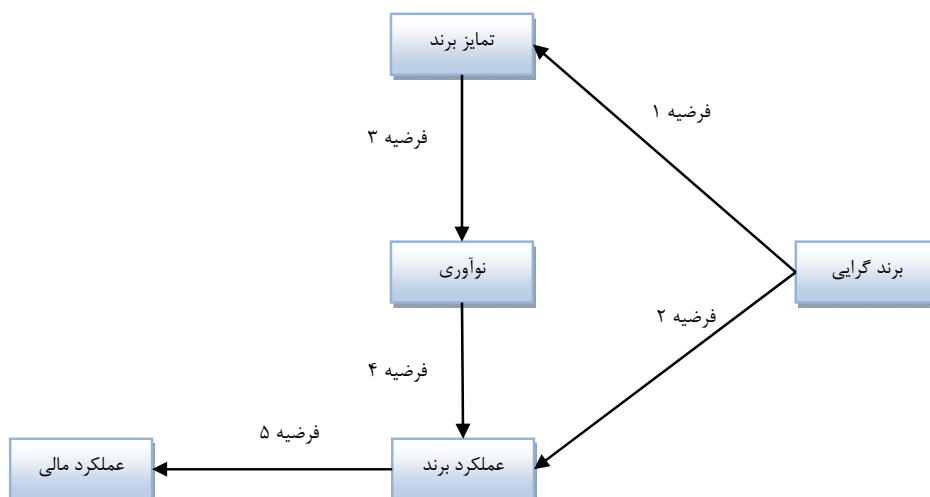 تمایز برند
فرضیه ۱
فرضیه ۳
نوآوری
برند گرایی
فرضیه ۲
فرضیه ۴
فرضیه ۵
عملکرد برند
عملکرد مالی